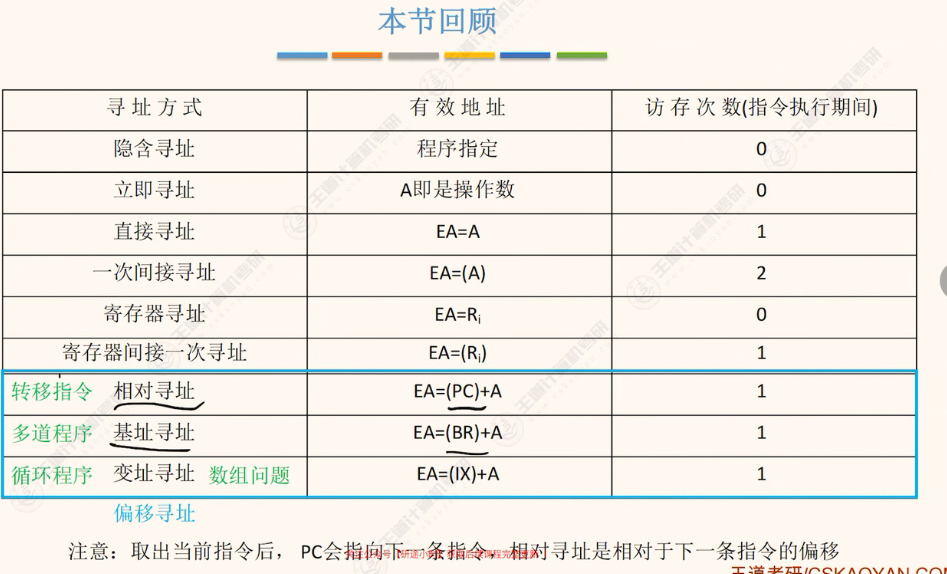 本节回顾
寻址方式 有效地址 访存次数(指令执行期间)
隐含寻址 程序指定 0
立即寻址 A即是操作数 0
直接寻址 EA=A 1
一次间接寻址 EA=(A) 2
寄存器寻址 EA=Ri 0
寄存器间接一次寻址 EA=(Ri) 1
转移指令 相对寻址 EA=(PC)+A 1
多道程序 基址寻址 EA=(BR)+A 1
循环程序 变址寻址 数组问题 EA=(IX)+A 1
偏移寻址
注意：取出当前指令后， PC会指向下一条指令，相对寻址是相对于下一条指令的偏移
王道考研/CSKAOYAN.COM